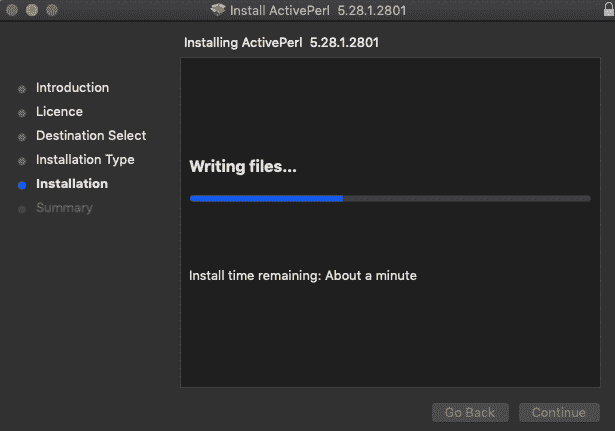 Install ActivePerl 5.28.1.2801
Installing ActivePerl 5.28.1.2801
Introduction
Licence
Destination Select
Installation Type
Installation
Summary
Writing files...
Install time remaining: About a minute
Go Back
Continue